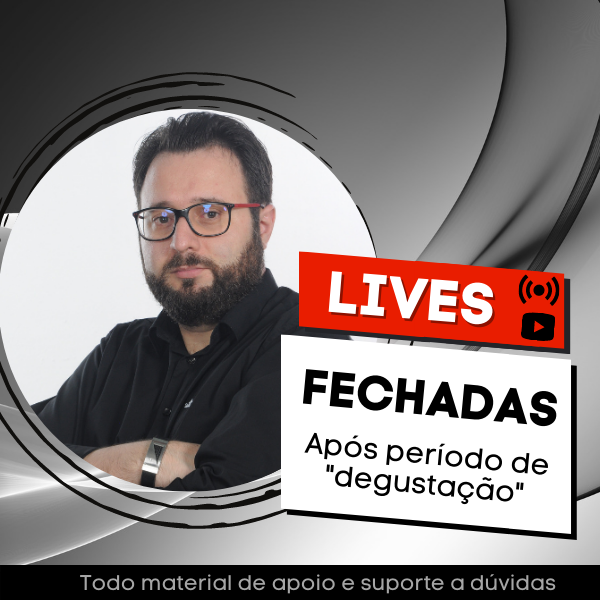 LIVES
FECHADAS
Após período de
"degustação"
Todo material de apoio e suporte a dúvidas